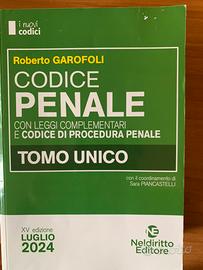 i nuovi
codici
Roberto GAROFOLI
CODICE
PENALE
CON LEGGI COMPLEMENTARI
E CODICE DI PROCEDURA PENALE
TOMO UNICO
con il coordinamento di
Sara PIANCASTELLI
XV edizione
LUGLIO
2024
NE
Neldiritto
Editore